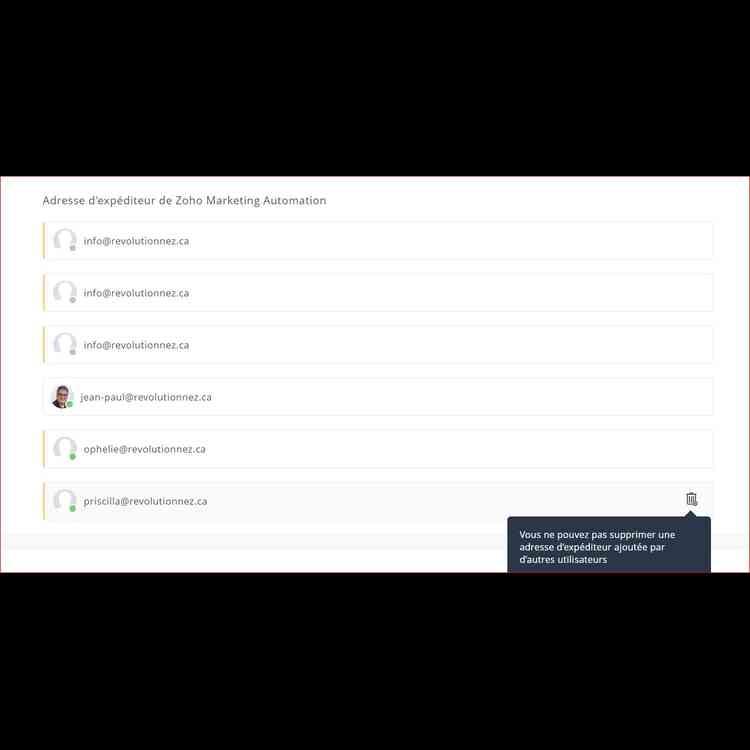 Adresse d'expéditeur de Zoho Marketing Automation
info@revolutionnez.ca
info@revolutionnez.ca
info@revolutionnez.ca
jean-paul@revolutionnez.ca
ophelie@revolutionnez.ca
priscilla@revolutionnez.ca
Vous ne pouvez pas supprimer une
adresse d'expéditeur ajoutée par
d'autres utilisateurs